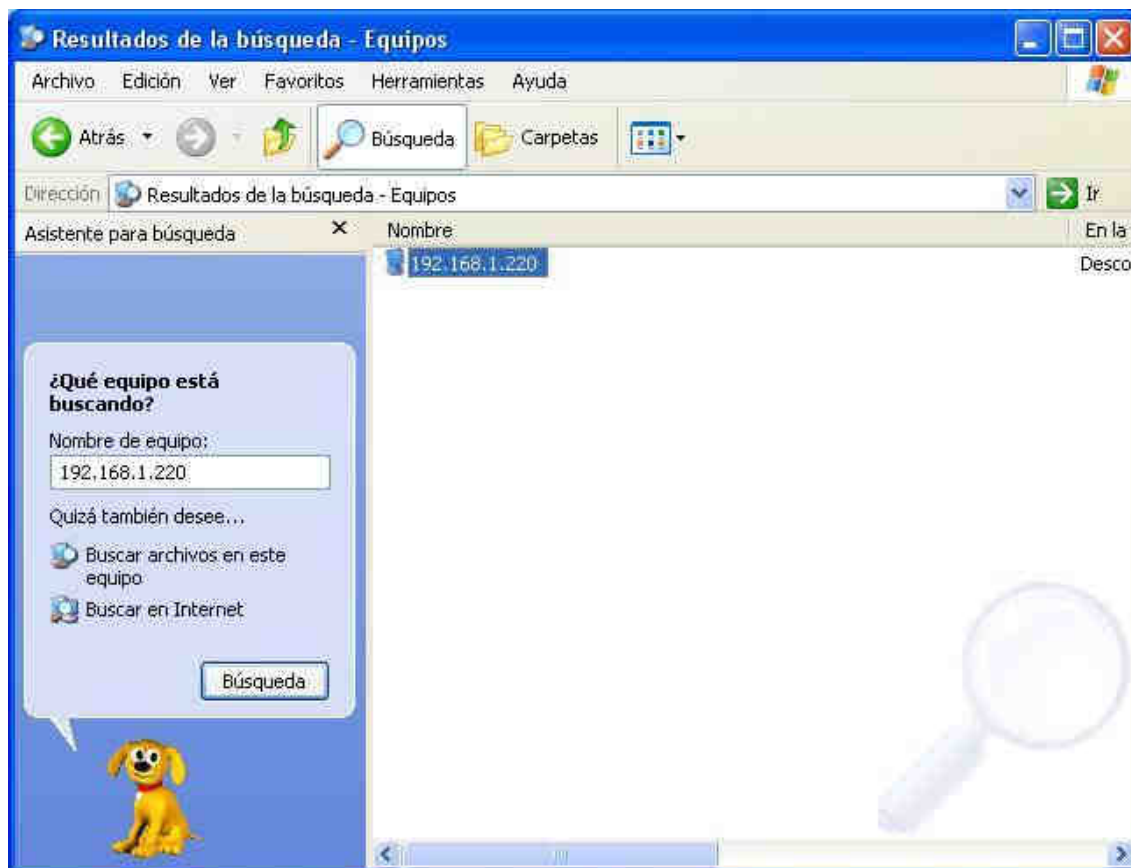 Resultados de la búsqueda - Equipos
Archivo Edición Ver Favoritos Herramientas Ayuda
Atrás Búsqueda Carpetas
Dirección Resultados de la búsqueda - Equipos Ir
Asistente para búsqueda Nombre En la
192.168.1.220 Desco
¿Qué equipo está
buscando?
Nombre de equipo:
192.168.1.220
Quizá también desee...
Buscar archivos en este
equipo
Buscar en Internet
Búsqueda